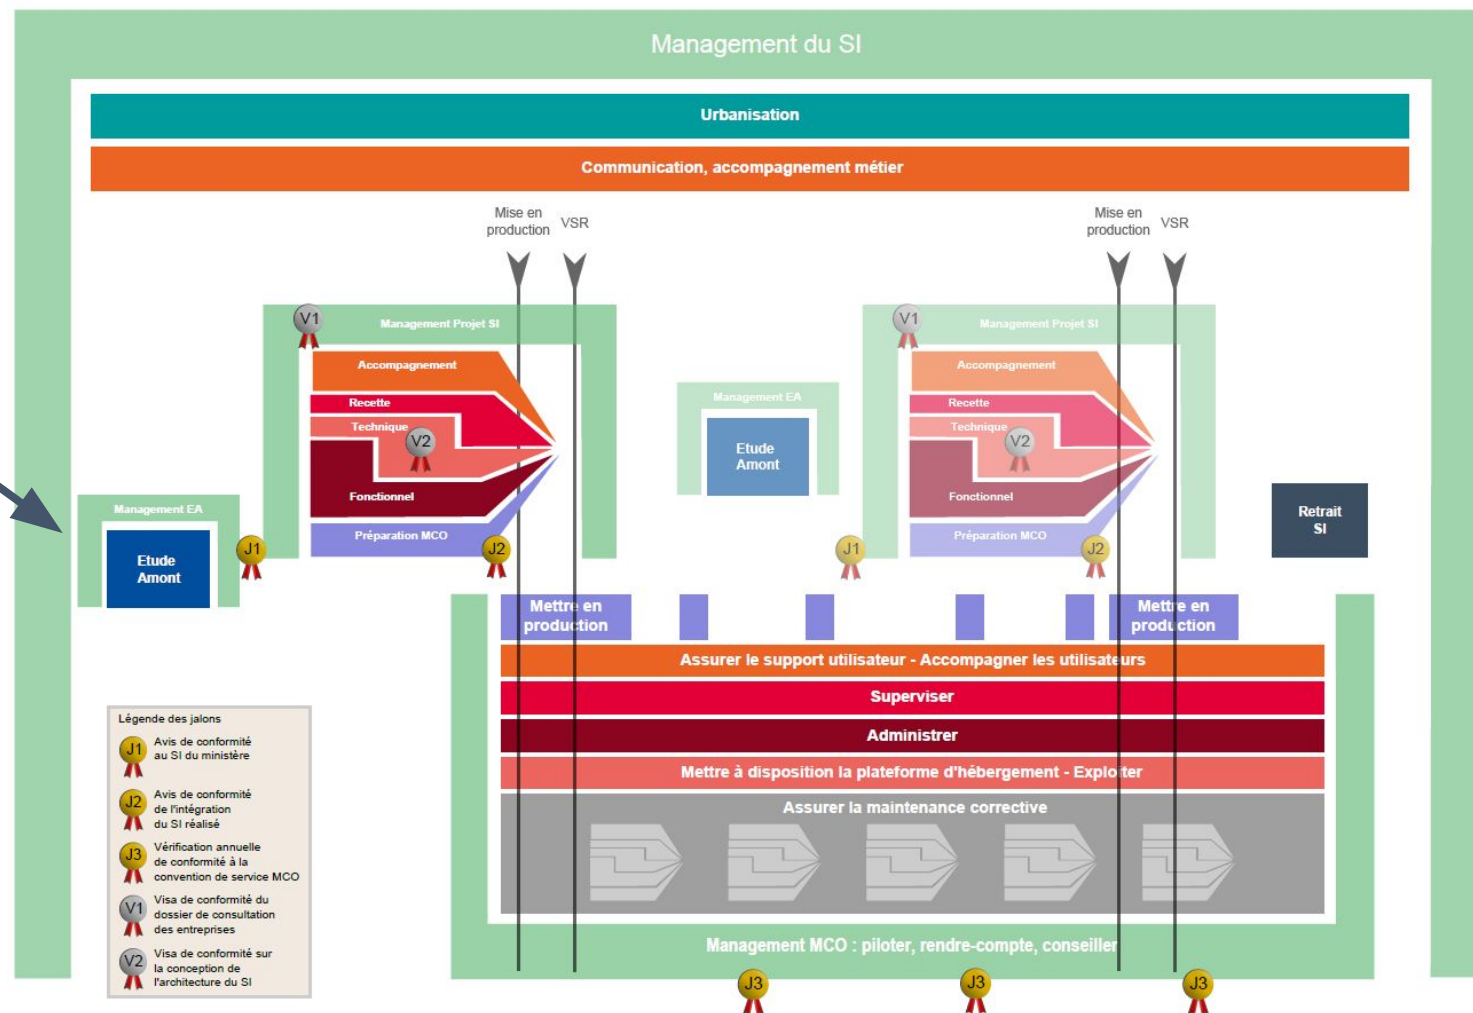 Management du SI
Urbanisation
Communication, accompagnement métier
Mise en
production
VSR
Mise en
production
VSR
V1
Management Projet SI
Accompagnement
Recette
Technique
V2
Fonctionnel
Préparation MCO
J1
J2
Management EA
Etude
Amont
Management EA
Etude
Amont
V1
Management Projet SI
Accompagnement
Recette
Technique
V2
Fonctionnel
Préparation MCO
J1
J2
Retrait
SI
Mettre en
production
Mettre en
production
Assurer le support utilisateur - Accompagner les utilisateurs
Superviser
Administrer
Mettre à disposition la plateforme d'hébergement - Exploiter
Assurer la maintenance corrective
Management MCO : piloter, rendre-compte, conseiller
J3
J3
J3
Légende des jalons
J1
Avis de conformité
au SI du ministère
J2
Avis de conformité
de l'intégration
du SI réalisé
J3
Vérification annuelle
de conformité à la
convention de service MCO
V1
Visa de conformité du
dossier de consultation
des entreprises
V2
Visa de conformité sur
la conception de
l'architecture du SI